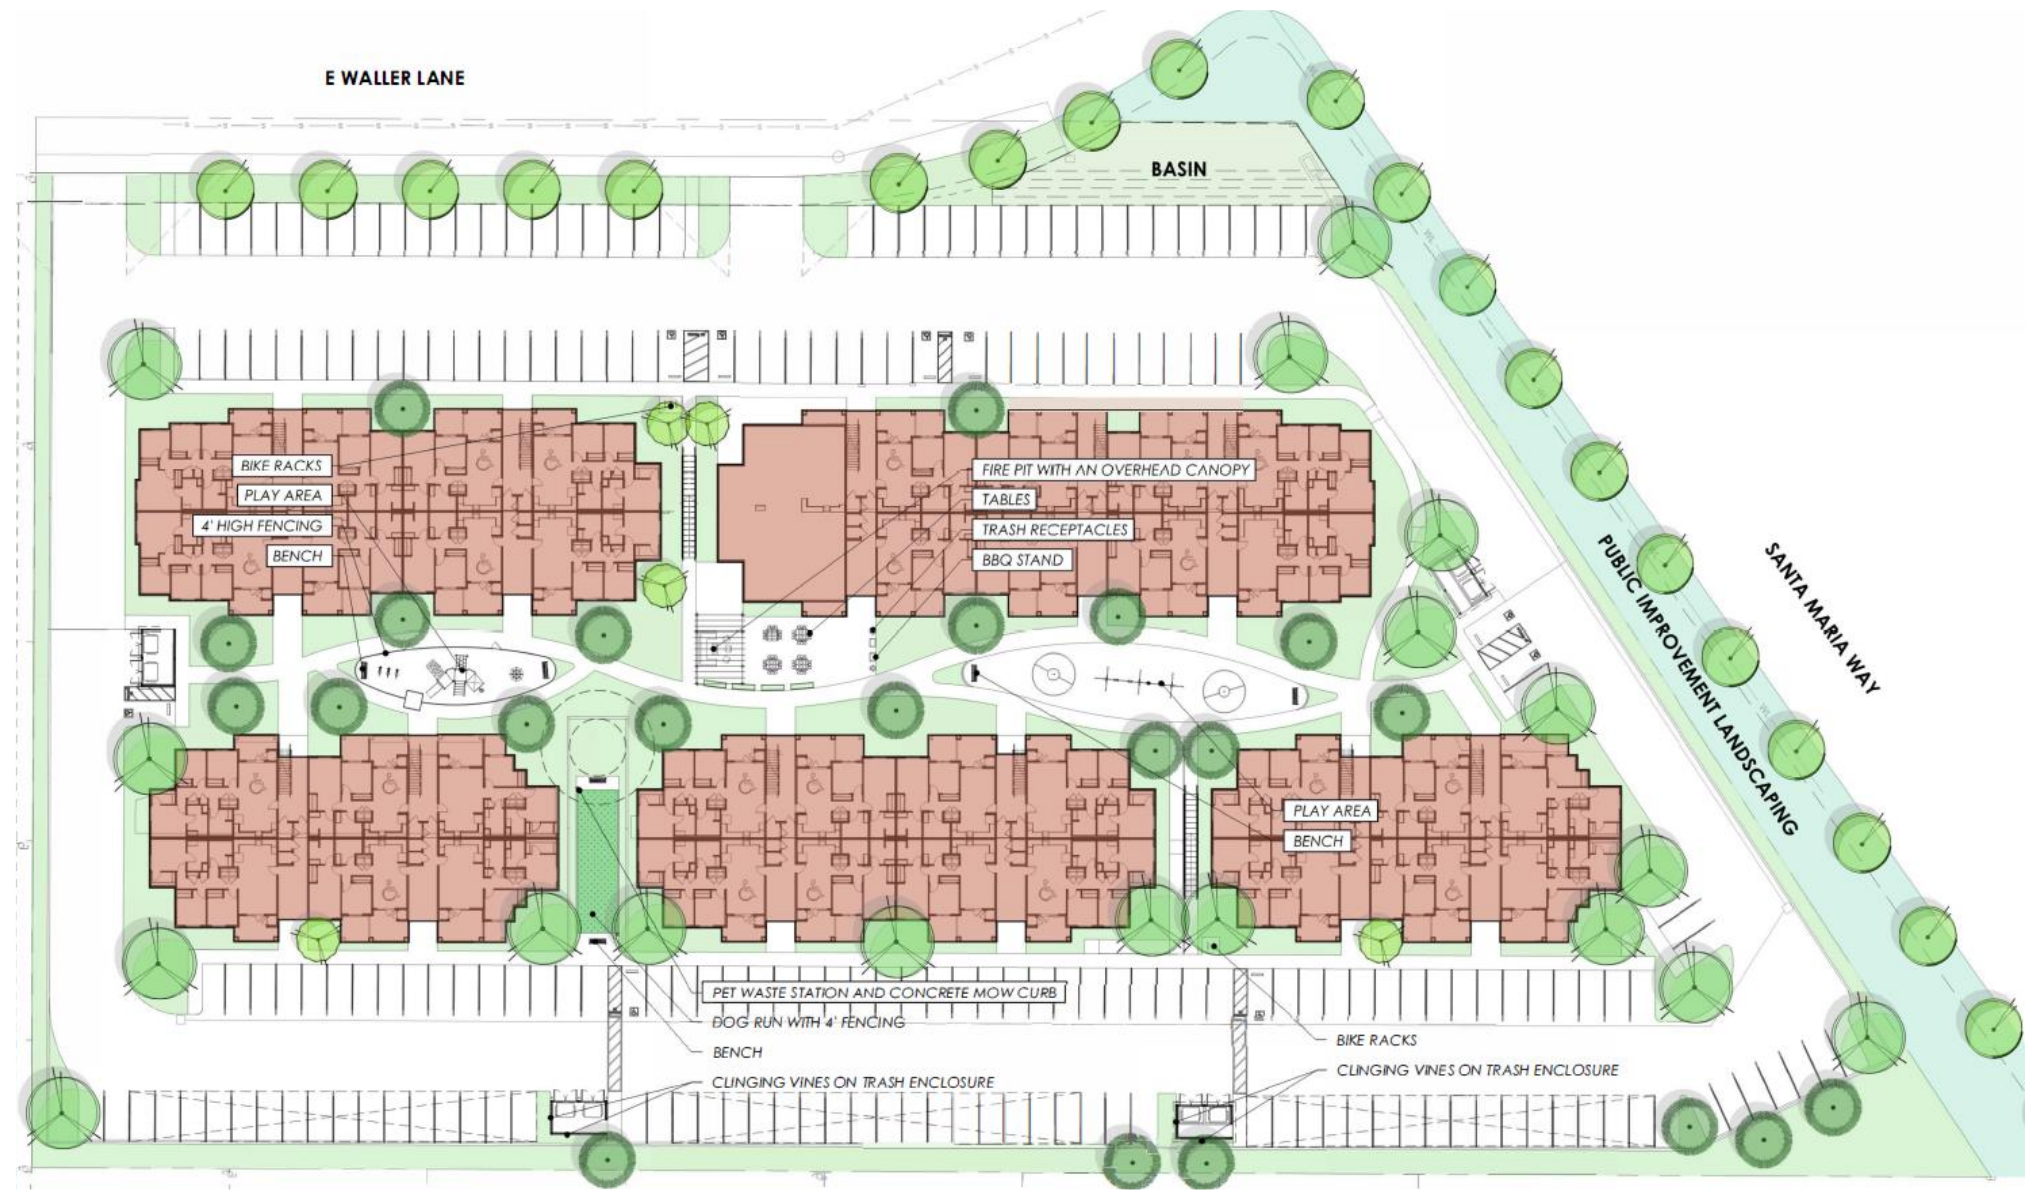 E WALLER LANE
BASIN
BIKE RACKS
PLAY AREA
4' HIGH FENCING
BENCH
FIRE PIT WITH AN OVERHEAD CANOPY
TABLES
TRASH RECEPTACLES
BBQ STAND
PUBLIC IMPROVEMENT LANDSCAPING
SANTA MARIA WAY
PLAY AREA
BENCH
PET WASTE STATION AND CONCRETE MOW CURB
DOG RUN WITH 4' FENCING
BENCH
CLINGING VINES ON TRASH ENCLOSURE
BIKE RACKS
CLINGING VINES ON TRASH ENCLOSURE